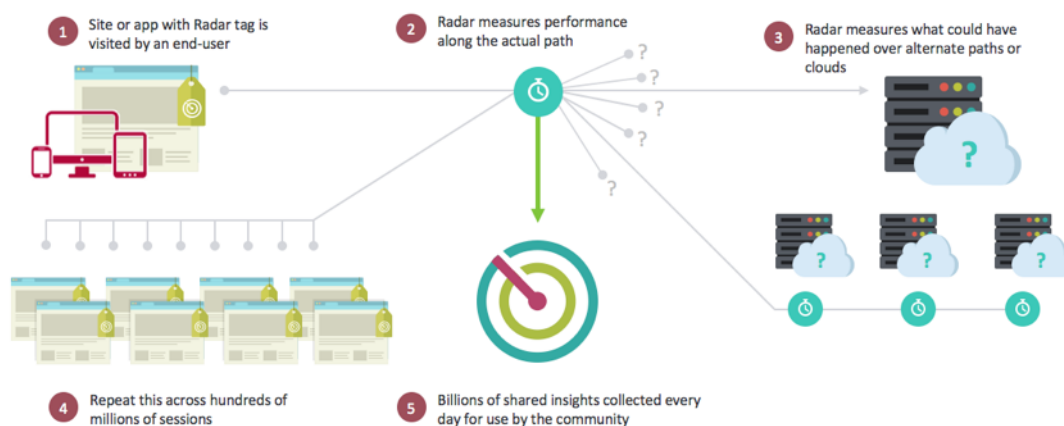 1 Site or app with Radar tag is
visited by an end-user
2 Radar measures performance
along the actual path
3 Radar measures what could have
happened over alternate paths or
clouds
?
?
?
?
?
?
? ? ?
4 Repeat this across hundreds of
millions of sessions
5 Billions of shared insights collected every
day for use by the community